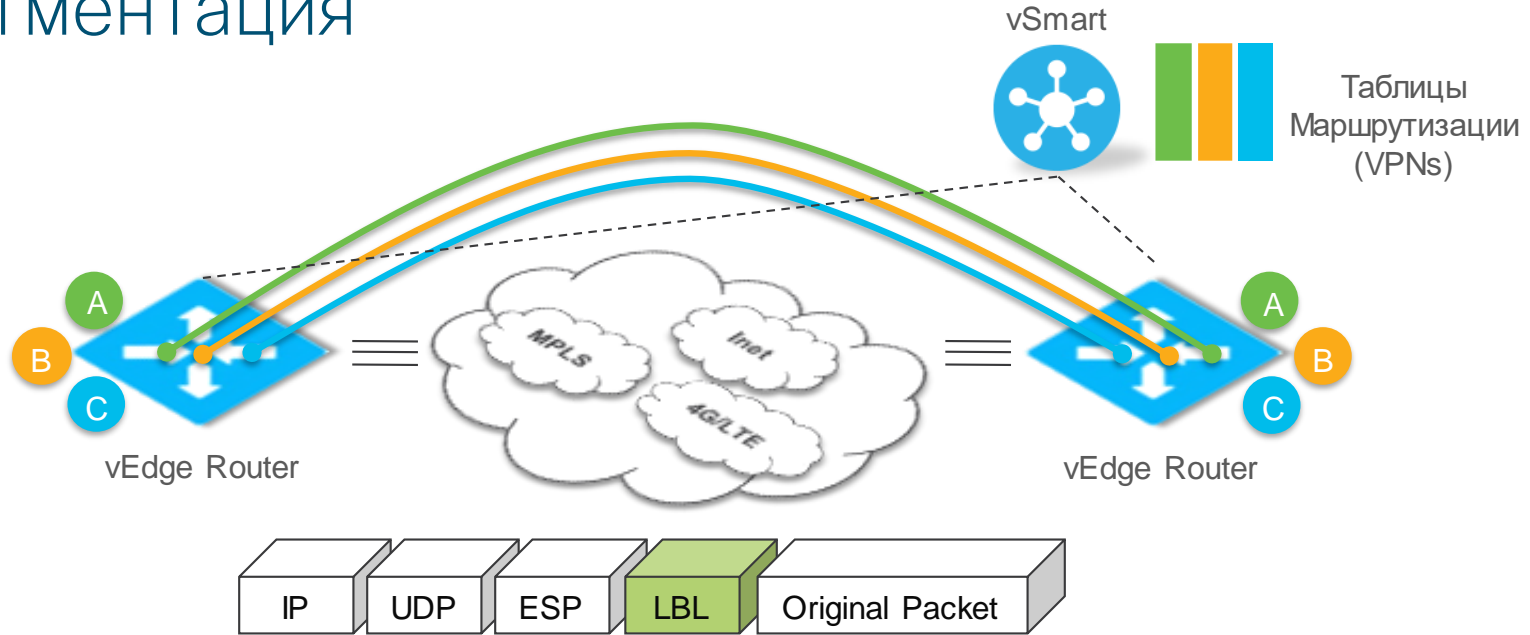 гментация
vSmart
Таблицы
Маршрутизации
(VPNs)
A
B
C
MPLS
Inet
4G/LTE
A
B
C
vEdge Router
vEdge Router
IP
UDP
ESP
LBL
Original Packet